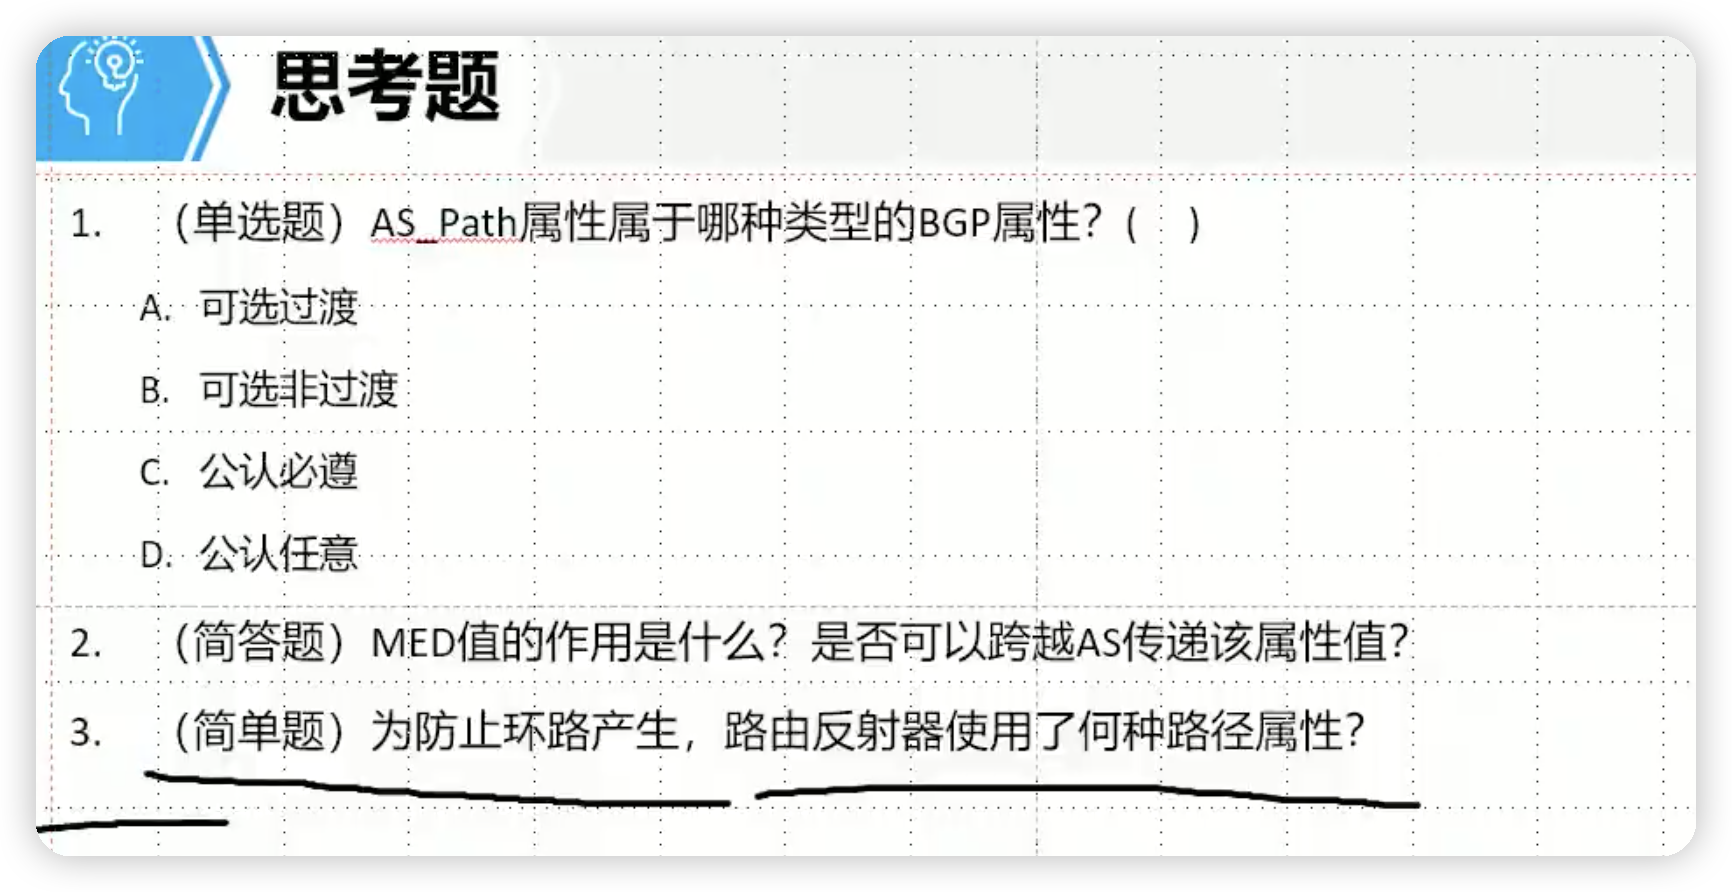 思考题
1. （单选题）AS_Path属性属于哪种类型的BGP属性？（ ）
A. 可选过渡
B. 可选非过渡
C. 公认必遵
D. 公认任意
2. （简答题）MED值的作用是什么？是否可以跨越AS传递该属性值？
3. （简单题）为防止环路产生，路由反射器使用了何种路径属性？